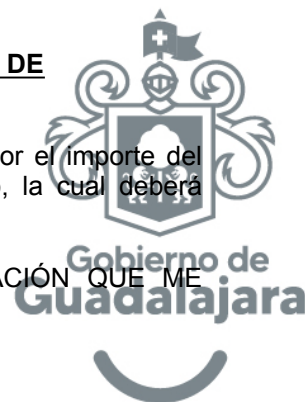 DE
or el importe del
, la cual deberá
Gobierno de
ACIÓN QUE ME
Guadalajara